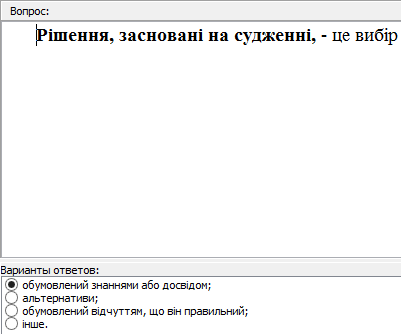 Вопрос:
Рішення, засновані на судженні, - це вибір
Варианты ответов:
обумовлений знаннями або досвідом;
альтернативи;
обумовлений відчуттям, що він правильний;
інше.